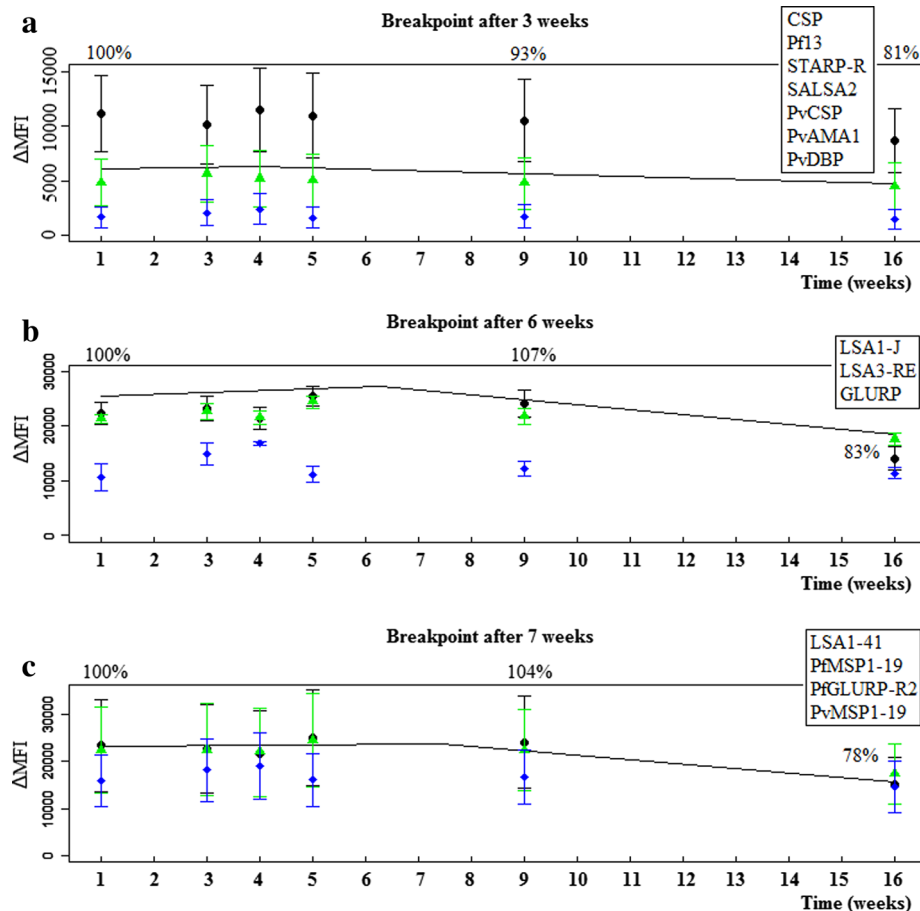 a
Breakpoint after 3 weeks
100%
93%
81%
CSP
Pf13
STARP-R
SALSA2
PvCSP
PvAMA1
PvDBP
ΔMFI
15000
10000
5000
0
1 2 3 4 5 6 7 8 9 10 11 12 13 14 15 16
Time (weeks)
b
Breakpoint after 6 weeks
100%
107%
LSA1-J
LSA3-RE
GLURP
ΔMFI
30000
20000
10000
0
83%
1 2 3 4 5 6 7 8 9 10 11 12 13 14 15 16
Time (weeks)
c
Breakpoint after 7 weeks
100%
104%
LSA1-41
PfMSP1-19
PfGLURP-R2
PvMSP1-19
ΔMFI
30000
20000
10000
0
78%
1 2 3 4 5 6 7 8 9 10 11 12 13 14 15 16
Time (weeks)